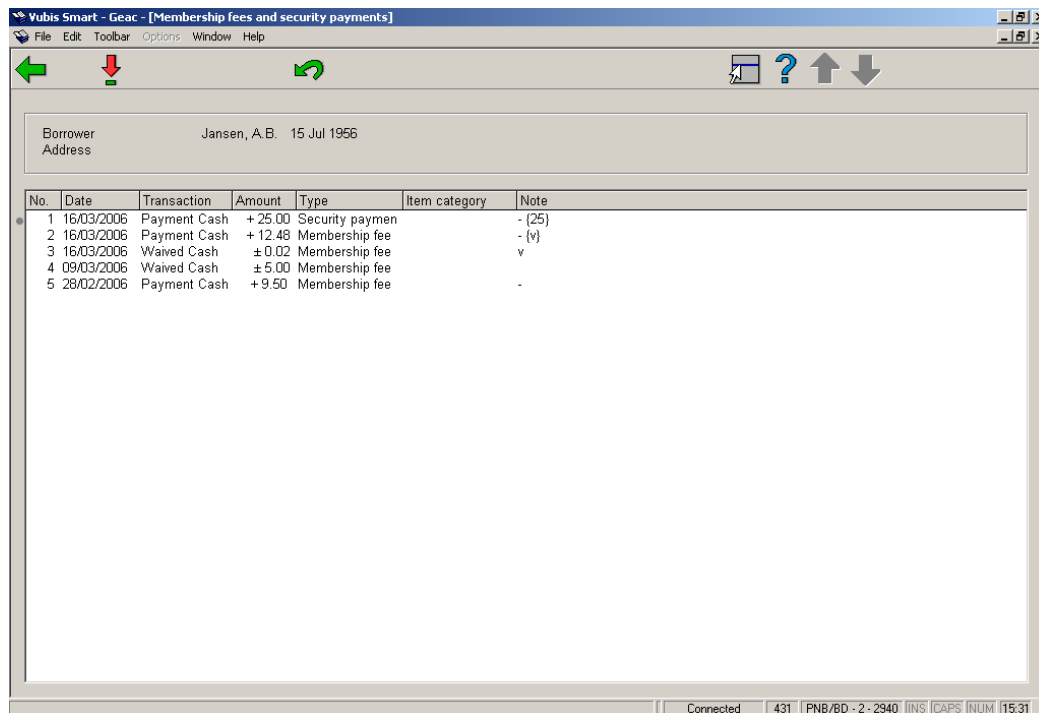 Vubis Smart - Geac - [Membership fees and security payments]
File Edit Toolbar Options Window Help
Borrower Jansen, A.B. 15 Jul 1956
Address
No. Date Transaction Amount Type Item category Note
1 16/03/2006 Payment Cash + 25.00 Security paymen - {25}
2 16/03/2006 Payment Cash + 12.48 Membership fee - {v}
3 16/03/2006 Waived Cash ± 0.02 Membership fee v
4 09/03/2006 Waived Cash ± 5.00 Membership fee
5 28/02/2006 Payment Cash + 9.50 Membership fee -
Connected 431 PNB/BD - 2 - 2940 INS CAPS NUM 15:31